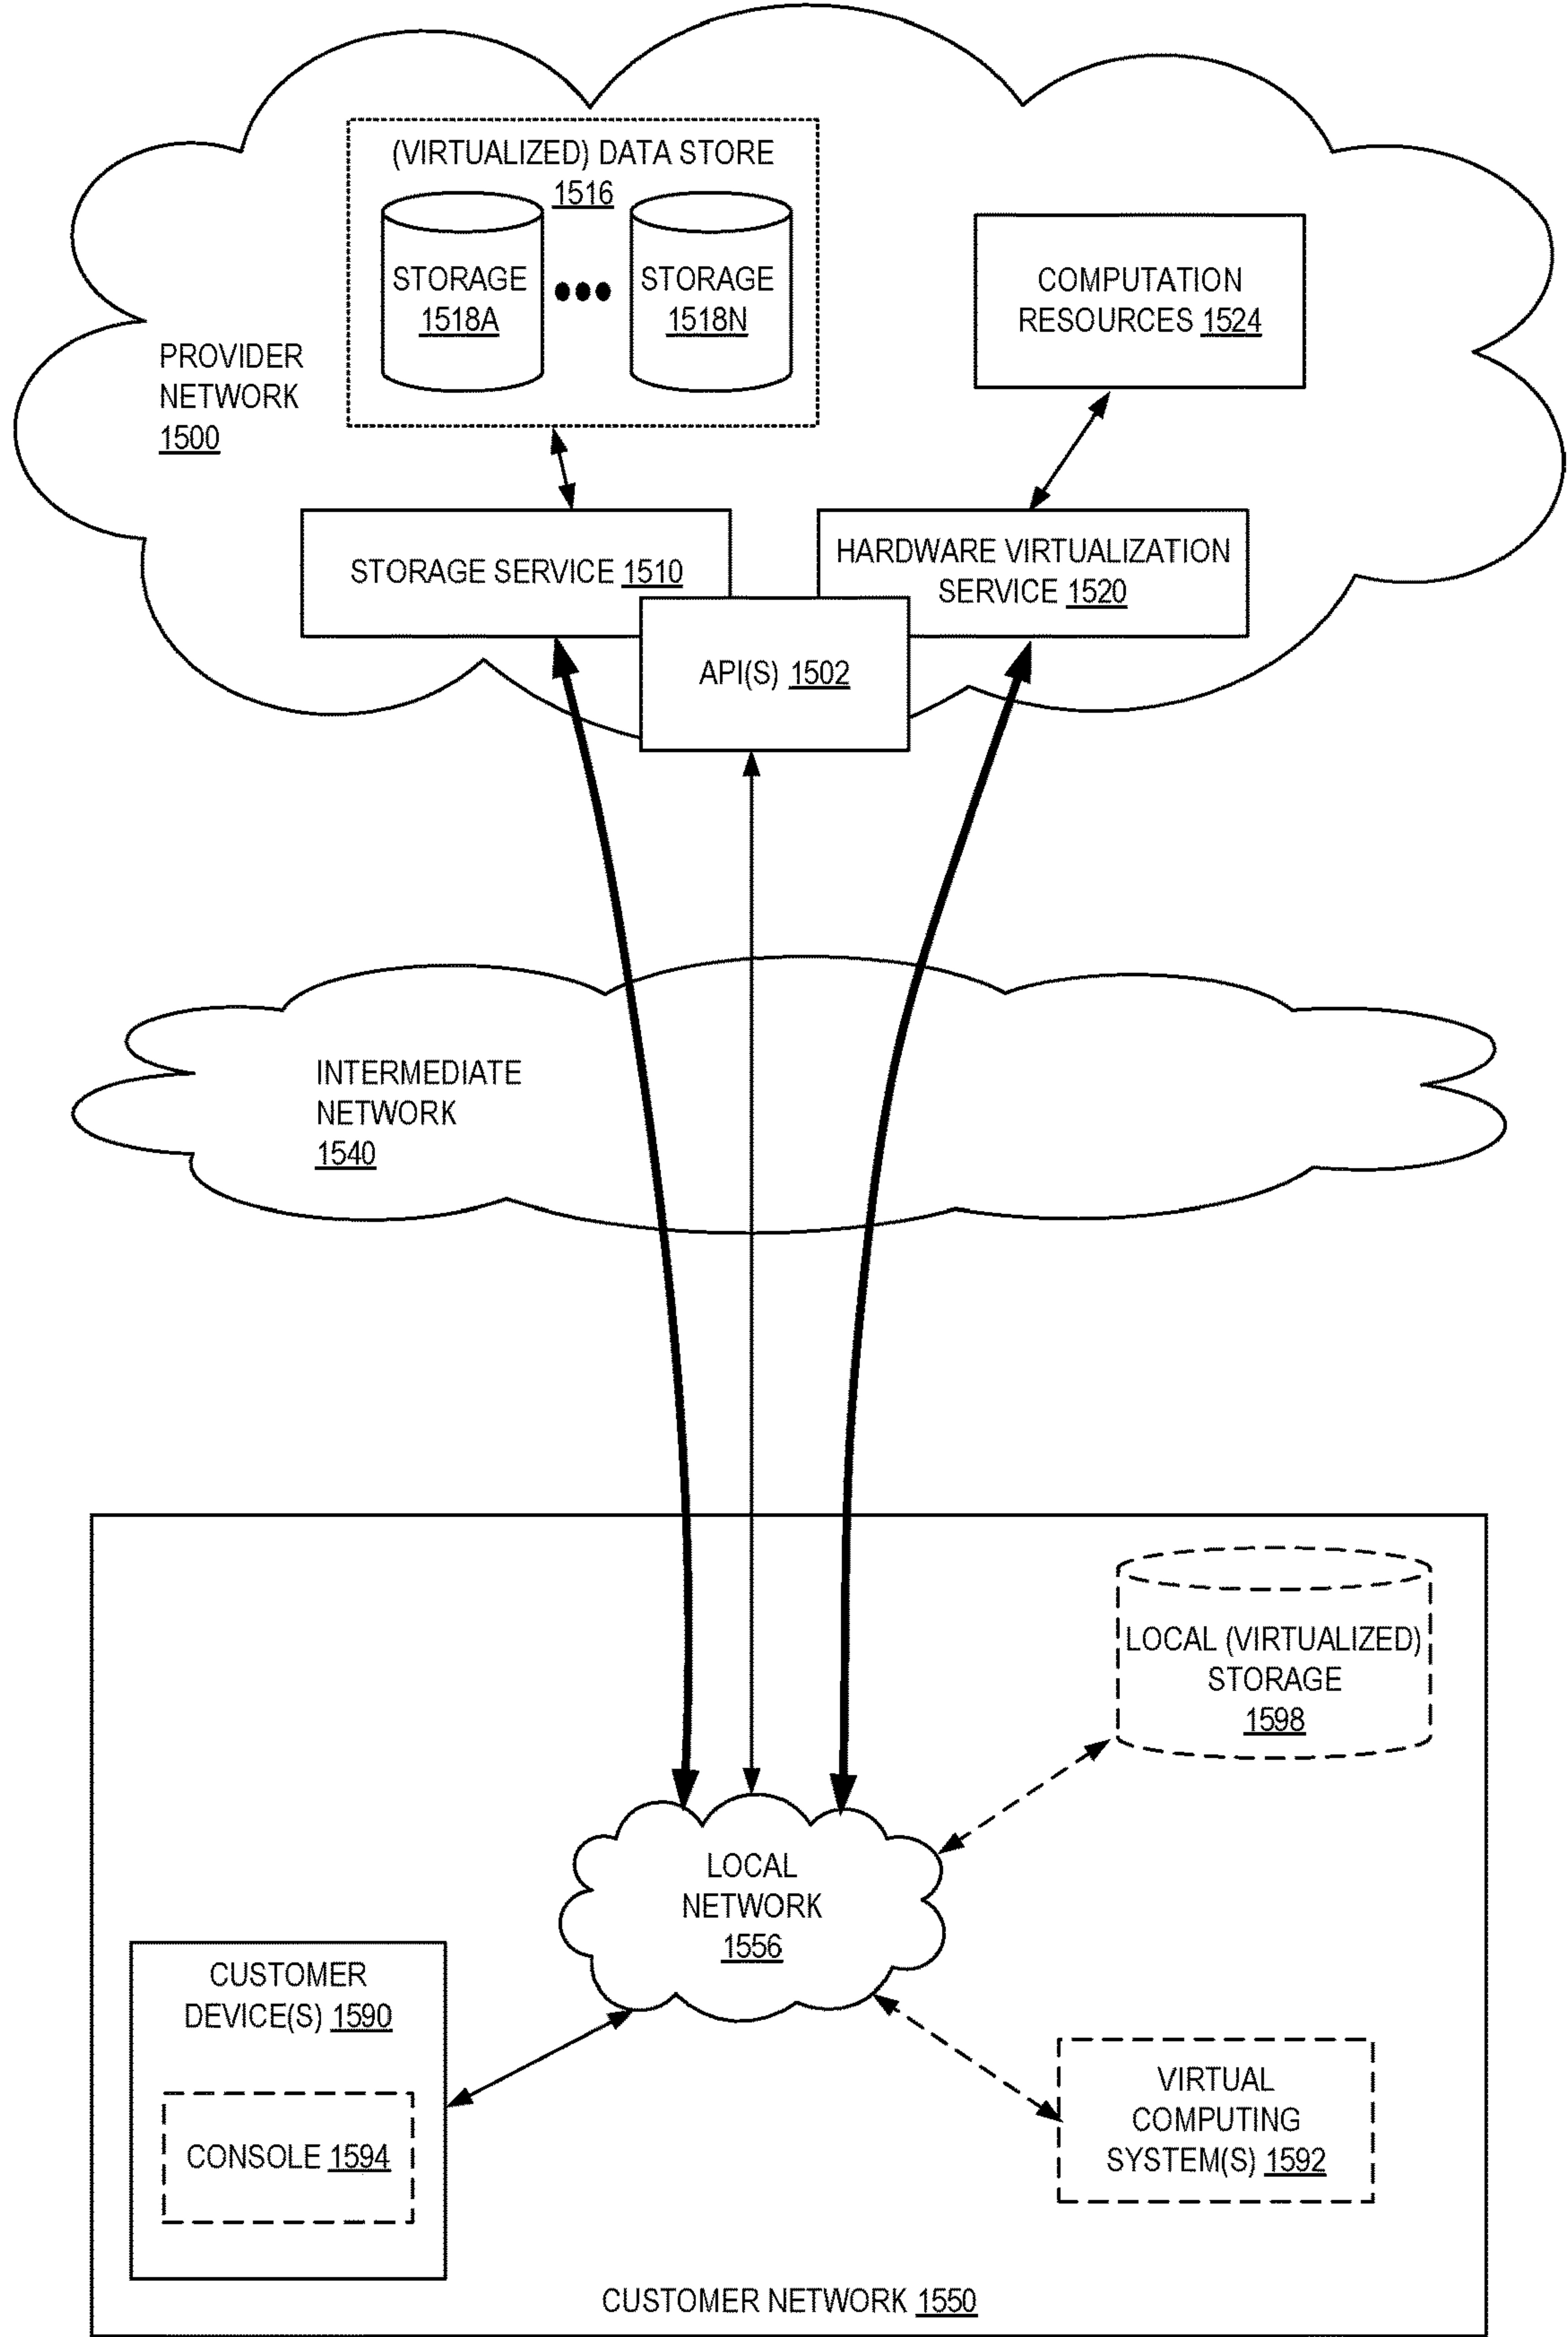 (VIRTUALIZED) DATA STORE
1516
STORAGE
1518A
STORAGE
1518N
COMPUTATION
RESOURCES 1524
PROVIDER
NETWORK
1500
STORAGE SERVICE 1510
HARDWARE VIRTUALIZATION
SERVICE 1520
API(S) 1502
INTERMEDIATE
NETWORK
1540
LOCAL (VIRTUALIZED)
STORAGE
1598
LOCAL
NETWORK
1556
CUSTOMER
DEVICE(S) 1590
CONSOLE 1594
VIRTUAL
COMPUTING
SYSTEM(S) 1592
CUSTOMER NETWORK 1550